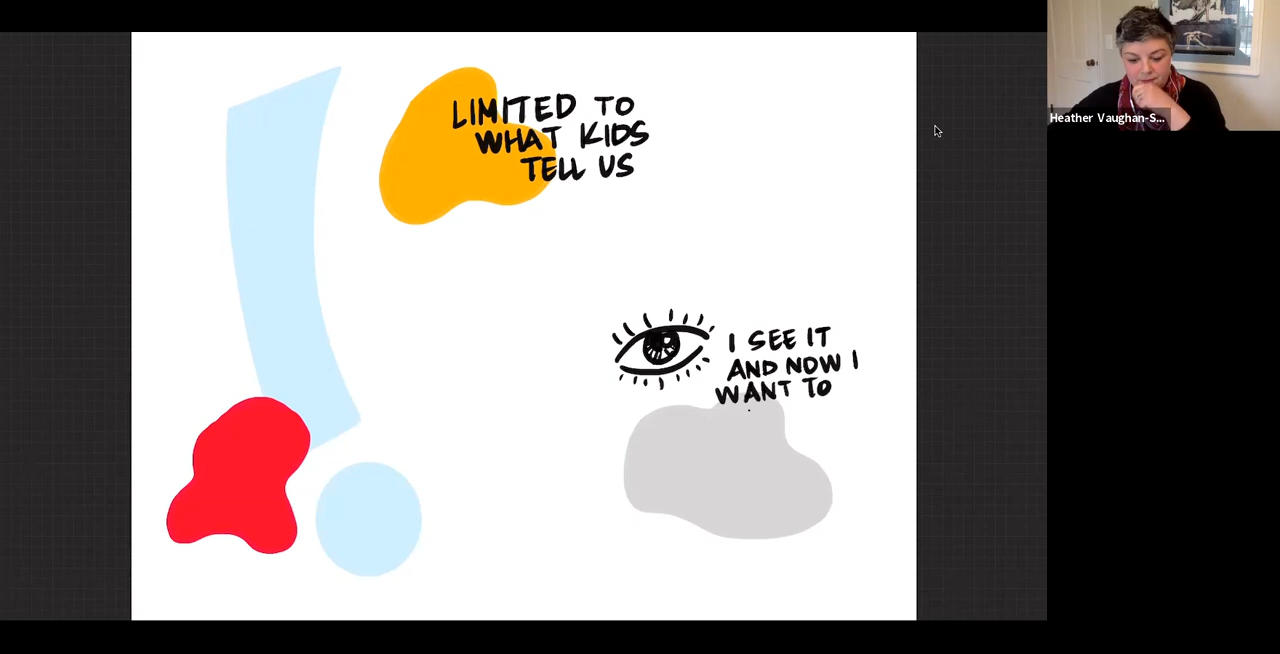 LIMITED TO
WHAT KIDS
TELL US
I SEE IT
AND NOW I
WANT TO
Heather Vaughan-S...